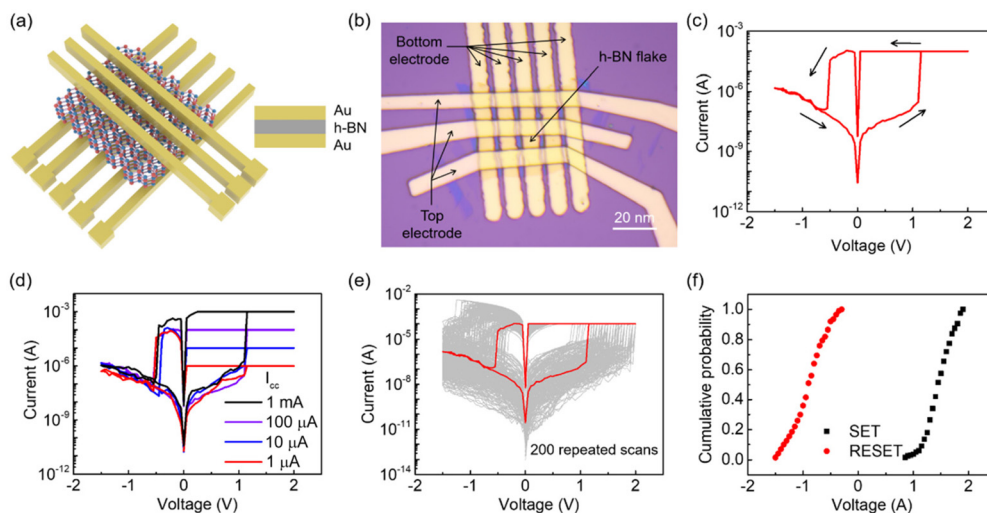 (a)
Au
h-BN
Au
(b)
Bottom
electrode
h-BN flake
Top
electrode
20 nm
(c)
Current (A)
10⁻³
10⁻⁶
10⁻⁹
10⁻¹²
-2 -1 0 1 2
Voltage (V)
(d)
Current (A)
10⁻³
10⁻⁶
10⁻⁹
10⁻¹²
Icc
1 mA
100 μA
10 μA
1 μA
-2 -1 0 1 2
Voltage (V)
(e)
Current (A)
10⁻²
10⁻⁵
10⁻⁸
10⁻¹¹
10⁻¹⁴
200 repeated scans
-2 -1 0 1 2
Voltage (V)
(f)
Cumulative probability
1.0
0.8
0.6
0.4
0.2
0.0
SET
RESET
-2 -1 0 1 2
Voltage (A)